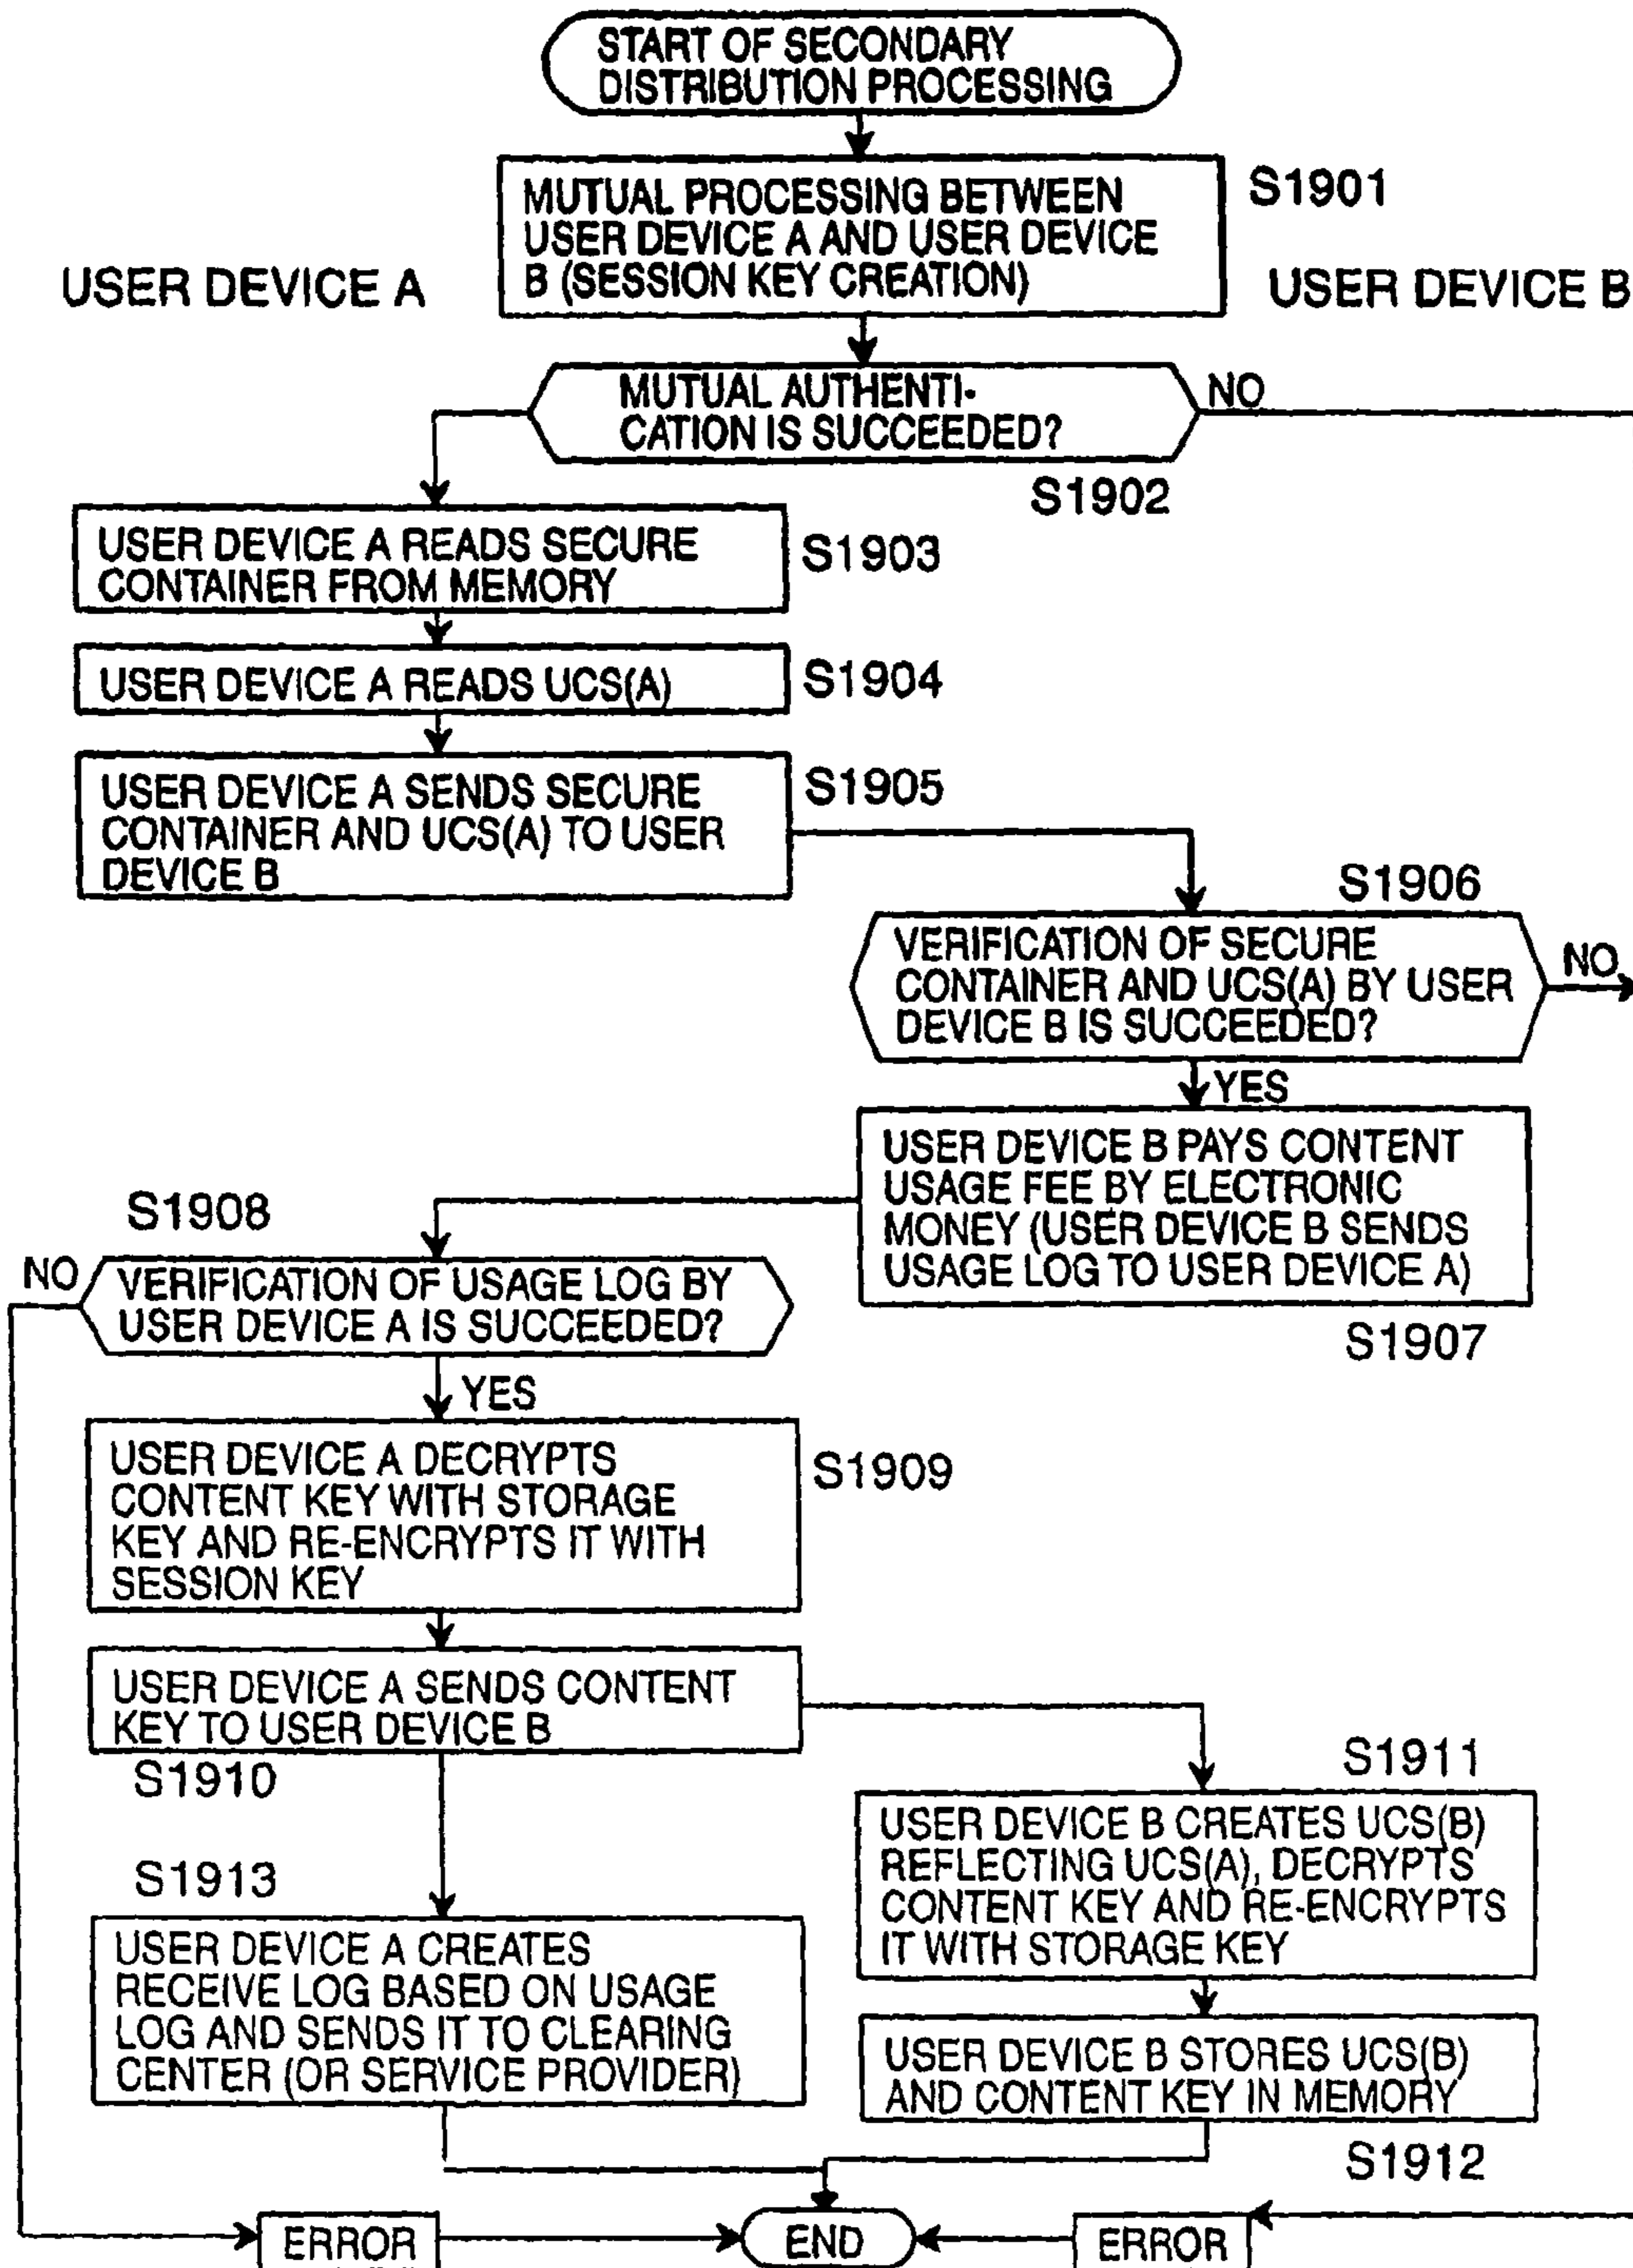 START OF SECONDARY
DISTRIBUTION PROCESSING
MUTUAL PROCESSING BETWEEN
USER DEVICE A AND USER DEVICE
B (SESSION KEY CREATION)
S1901
USER DEVICE A
USER DEVICE B
MUTUAL AUTHENTI-
CATION IS SUCCEEDED?
NO
S1902
USER DEVICE A READS SECURE
CONTAINER FROM MEMORY
S1903
USER DEVICE A READS UCS(A)
S1904
USER DEVICE A SENDS SECURE
CONTAINER AND UCS(A) TO USER
DEVICE B
S1905
S1906
VERIFICATION OF SECURE
CONTAINER AND UCS(A) BY USER
DEVICE B IS SUCCEEDED?
NO
YES
USER DEVICE B PAYS CONTENT
USAGE FEE BY ELECTRONIC
MONEY (USER DEVICE B SENDS
USAGE LOG TO USER DEVICE A)
S1907
S1908
NO
VERIFICATION OF USAGE LOG BY
USER DEVICE A IS SUCCEEDED?
YES
USER DEVICE A DECRYPTS
CONTENT KEY WITH STORAGE
KEY AND RE-ENCRYPTS IT WITH
SESSION KEY
S1909
USER DEVICE A SENDS CONTENT
KEY TO USER DEVICE B
S1910
S1911
USER DEVICE B CREATES UCS(B)
REFLECTING UCS(A), DECRYPTS
CONTENT KEY AND RE-ENCRYPTS
IT WITH STORAGE KEY
S1913
USER DEVICE A CREATES
RECEIVE LOG BASED ON USAGE
LOG AND SENDS IT TO CLEARING
CENTER (OR SERVICE PROVIDER)
USER DEVICE B STORES UCS(B)
AND CONTENT KEY IN MEMORY
S1912
ERROR
END
ERROR